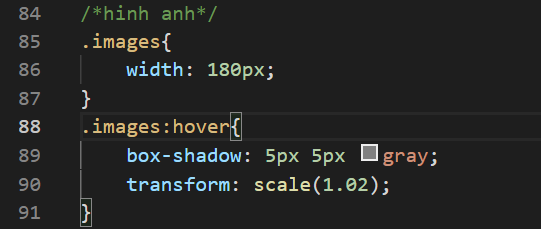 84 /*hinh anh*/
85 .images{
86     width: 180px;
87 }
88 .images:hover{
89     box-shadow: 5px 5px gray;
90     transform: scale(1.02);
91 }